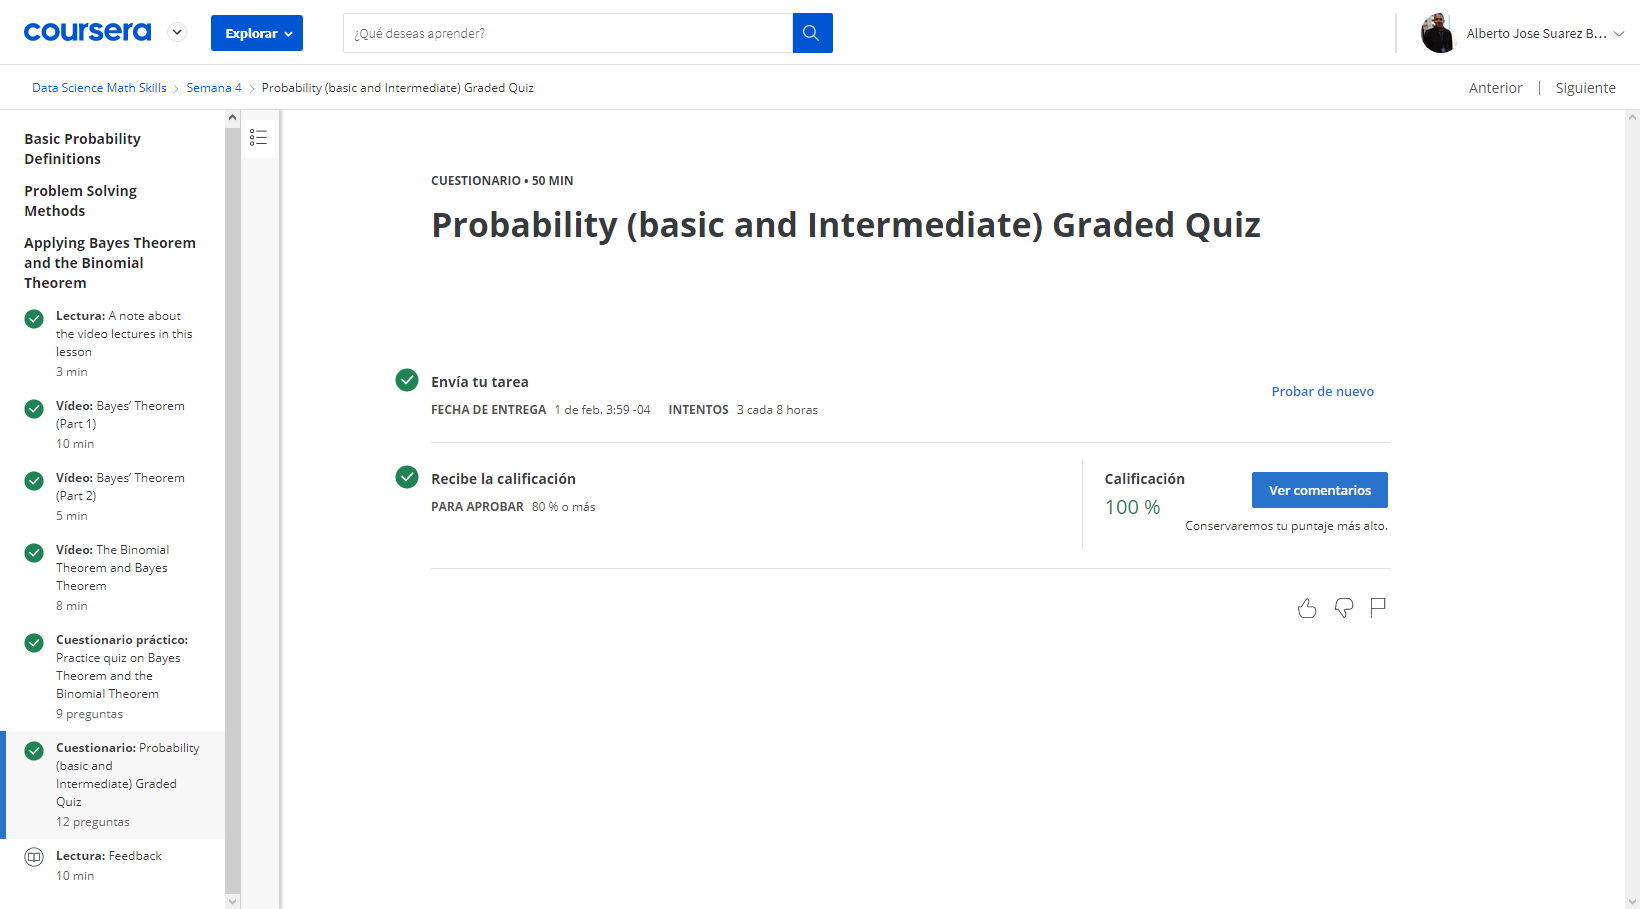 coursera
Explorar
¿Qué deseas aprender?
Alberto Jose Suarez B...
Data Science Math Skills
Semana 4
Probability (basic and Intermediate) Graded Quiz
Anterior
Siguiente
Basic Probability
Definitions
Problem Solving
Methods
Applying Bayes Theorem
and the Binomial
Theorem
Lectura: A note about
the video lectures in this
lesson
3 min
Vídeo: Bayes’ Theorem
(Part 1)
10 min
Vídeo: Bayes’ Theorem
(Part 2)
5 min
Vídeo: The Binomial
Theorem and Bayes
Theorem
8 min
Cuestionario práctico:
Practice quiz on Bayes
Theorem and the
Binomial Theorem
9 preguntas
Cuestionario: Probability
(basic and
Intermediate) Graded
Quiz
12 preguntas
Lectura: Feedback
10 min
CUESTIONARIO • 50 MIN
Probability (basic and Intermediate) Graded Quiz
Envía tu tarea
FECHA DE ENTREGA 1 de feb. 3:59 -04 INTENTOS 3 cada 8 horas
Probar de nuevo
Recibe la calificación
PARA APROBAR 80 % o más
Calificación
100 %
Ver comentarios
Conservaremos tu puntaje más alto.